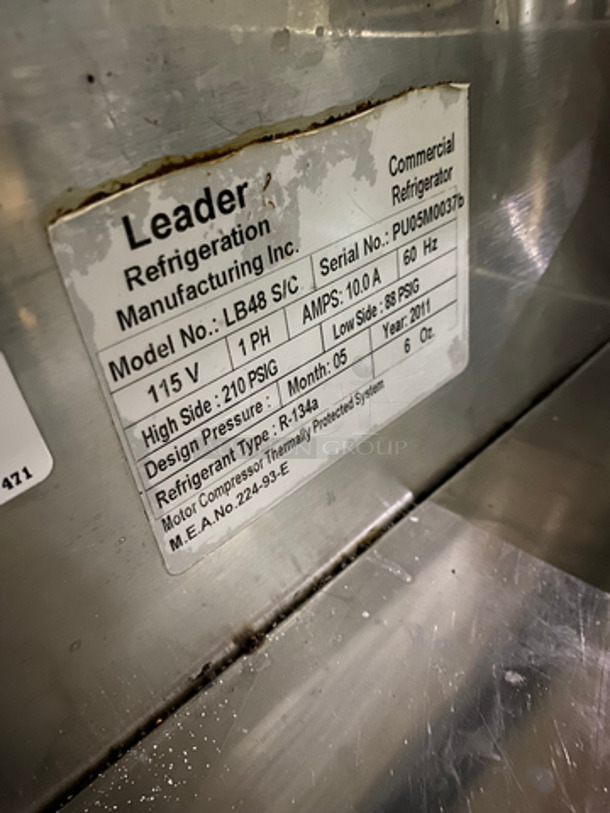 Leader
Refrigeration
Manufacturing Inc.
Commercial
Refrigerator
Model No.: LB48 S/C Serial No.: PU05M0037b
115 V 1 PH AMPS: 10.0 A 60 Hz
High Side : 210 PSIG Low Side : 88 PSIG
Design Pressure : Month: 05 Year: 2011
Refrigerant Type : R-134a 6 Oz.
Motor Compressor Thermally Protected System
M.E.A.No.224-93-E
471
GROUP